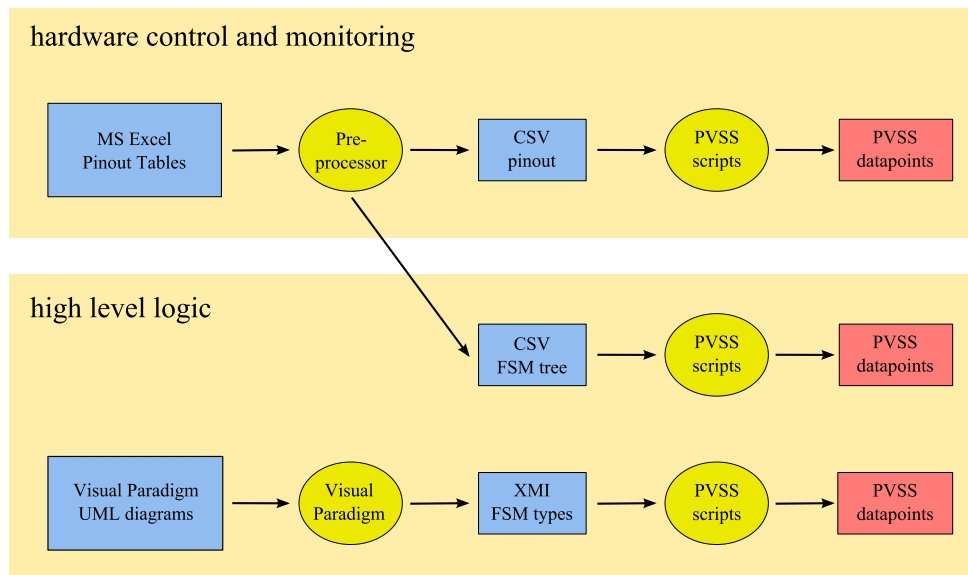 hardware control and monitoring
MS Excel
Pinout Tables
Pre-
processor
CSV
pinout
PVSS
scripts
PVSS
datapoints
high level logic
CSV
FSM tree
PVSS
scripts
PVSS
datapoints
Visual Paradigm
UML diagrams
Visual
Paradigm
XMI
FSM types
PVSS
scripts
PVSS
datapoints